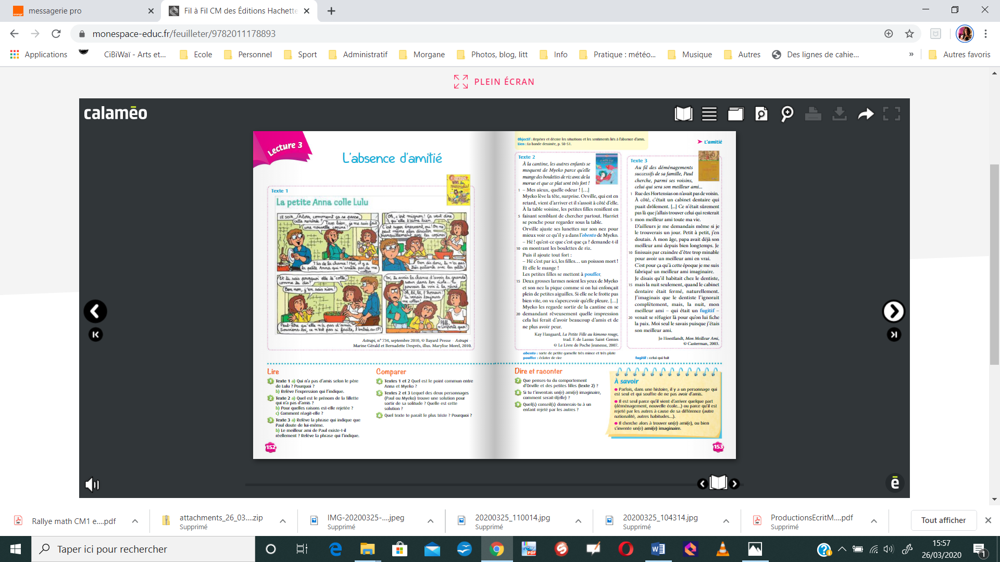 messagerie pro
Fil à Fil CM des Éditions Hachette
monespace-educ.fr/feuilleter/9782011178893
Applications
CiBiWaï - Arts et...
Ecole
Personnel
Sport
Administratif
Morgane
Photos, blog, litt
Info
Pratique : météo...
Musique
Autres
Des lignes de cahie...
»
Autres favoris
PLEIN ÉCRAN
calaméo
Lecture 3
L'absence d'amitié
Texte 1
La petite Anna colle Lulu
LE SOIR
Alors, comment ça se passe,
cette rentrée ?
Trop bien, je me suis fait
une nouvelle copine !
T'as de la chance ! Moi, il y a
la petite Anna qui n'arrête pas de me
coller...
Oh, c'est mignon ! Ça veut dire
qu'elle t'aime bien.
C'est super énervant, oui ! On ne
peut même plus discuter
tranquillement avec les copines !
Ben dis donc, tu n'es pas
très patiente avec les petits !
Et tu sais pourquoi elle te "colle",
comme tu dis ?
Ben non, j'en sais rien !
Peut-être qu'elle n'a pas d'amis.
Souviens-toi, ce n'est pas si facile, l'entrée au CP !
Toi, tu avais la chance d'avoir ta grande
sœur dans ton école... Tu
pouvais la voir à la récré.
Oh, là, là, l'horreur !
Tu venais toujours
me coller !
Pfff,
n'importe quoi !
Astrapi, n° 734, septembre 2010, © Bayard Presse – Astrapi –
Marine Gérald et Bernadette Després, illus. Marylise Morel, 2010.
Lire
1 Texte 1 a) Qui n'a pas d'amis selon le père
de Lulu ? Pourquoi ?
b) Relève l'expression qui l'indique.
2 Texte 2 a) Quel est le prénom de la fillette
qui n'a pas d'amis ?
b) Pour quelles raisons est-elle rejetée ?
c) Comment réagit-elle ?
3 Texte 3 a) Relève la phrase qui indique que
Paul doute de lui-même.
b) Le meilleur ami de Paul existe-t-il
réellement ? Relève la phrase qui l'indique.
Comparer
4 Textes 1 et 2 Quel est le point commun entre
Anna et Myeko ?
5 Textes 2 et 3 Lequel des deux personnages
(Paul ou Myeko) trouve une solution pour
sortir de sa solitude ? Quelle est cette
solution ?
6 Quel texte te paraît le plus triste ? Pourquoi ?
152
Objectif : Repérer et décrire les situations et les sentiments liés à l'absence d'amis.
Lien : La bande dessinée, p. 50-51.
L'amitié
Texte 2
À la cantine, les autres enfants se
moquent de Myeko parce qu'elle
mange des boulettes de riz avec de la
morue et que ce plat sent très fort !
1 – Mes aïeux, quelle odeur ! [...]
Myeko lève la tête, surprise. Orville, qui est en
retard, vient d'arriver et il s'assoit à côté d'elle.
À la table voisine, les petites filles reniflent en
5 faisant semblant de chercher partout. Harriet
se penche pour regarder sous la table.
Orville ajuste ses lunettes sur son nez pour
mieux voir ce qu'il y a dans l'obento de Myeko.
– Hé ! qu'est-ce que c'est que ça ? demande-t-il
10 en montrant les boulettes de riz.
Puis il ajoute tout fort :
– Hé c'est par ici, les filles... un poisson mort !
Et elle le mange !
Les petites filles se mettent à pouffer.
15 Deux grosses larmes noient les yeux de Myeko
et son nez la pique comme si on lui enfonçait
plein de petites aiguilles. Si elle ne le frotte pas
bien vite, on va s'apercevoir qu'elle pleure. [...]
Myeko les regarde sortir de la cantine en se
20 demandant rêveusement quelle impression
cela lui ferait d'avoir beaucoup d'amis et de
ne plus avoir peur.
Kay Haugaard, La Petite Fille au kimono rouge,
trad. F. de Lassus Saint-Genies
© Le Livre de Poche Jeunesse, 2007.
obento : sorte de petite gamelle très mince et très plate
pouffer : éclater de rire
Texte 3
Au fil des déménagements
successifs de sa famille, Paul
cherche, parmi ses voisins,
celui qui sera son meilleur ami...
1 Rue des Hortensias on n'avait pas de voisin.
À côté, c'était un cabinet dentaire qui
puait drôlement. [...] Ce n'était sûrement
pas là que j'allais trouver celui qui resterait
5 mon meilleur ami toute ma vie.
D'ailleurs je me demandais même si je
le trouverais un jour. Petit à petit, j'en
doutais. À mon âge, papa avait déjà son
meilleur ami depuis bien longtemps. Je
10 finissais par craindre d'être trop minable
pour avoir un meilleur ami en vrai.
C'est pour ça qu'à cette époque je me suis
fabriqué un meilleur ami imaginaire.
Je disais qu'il habitait chez le dentiste,
15 mais la nuit seulement, quand le cabinet
dentaire était fermé, naturellement.
J'imaginais que le dentiste l'ignorait
complètement, mais, la nuit, mon
meilleur ami – qui était un fugitif –
20 venait se réfugier là pour qu'on lui fiche
la paix. Moi seul le savais puisque j'étais
son meilleur ami.
Jo Hoestlandt, Mon Meilleur Ami,
© Casterman, 2003.
fugitif : celui qui fuit
Dire et raconter
7 Que penses-tu du comportement
d'Orville et des petites filles (texte 2) ?
8 Si tu t'inventais un(e) ami(e) imaginaire,
comment serait-il(elle) ?
9 Quel(s) conseil(s) donnerais-tu à un
enfant rejeté par les autres ?
À savoir
● Parfois, dans une histoire, il y a un personnage qui
est seul et qui souffre de ne pas avoir d'amis.
● Il est seul parce qu'il vient d'arriver quelque part
(déménagement, nouvelle école...) ou parce qu'il est
rejeté par les autres à cause de sa différence (autre
nationalité, autres habitudes...).
● Il cherche alors à trouver un(e) ami(e), ou bien
s'invente un(e) ami(e) imaginaire.
153
ē
Rallye math CM1 e....pdf
attachments_26_03....zip
Supprimé
IMG-20200325-....jpeg
Supprimé
20200325_110014.jpg
Supprimé
20200325_104314.jpg
Supprimé
ProductionsEcritM....pdf
Supprimé
Tout afficher
Taper ici pour rechercher
15:57
26/03/2020
1